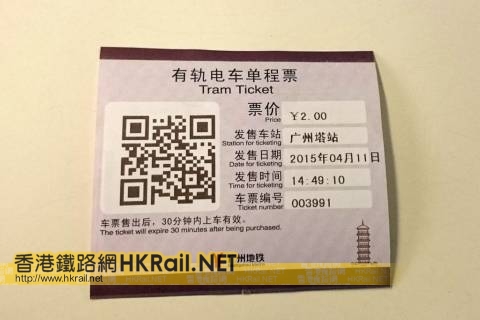 有轨电车单程票
Tram Ticket
票价 ￥2.00
Price
发售车站 广州塔站
Station for ticketing
发售日期 2015年04月11日
Date for ticketing
发售时间 14:49:10
Time for ticketing
车票编号 003991
Ticket number
车票售出后，30分钟内上车有效。
The ticket will expire 30 minutes after being purchased.
州地铁
香港鐵路網HKRail.NET
http://www.hkrail.net